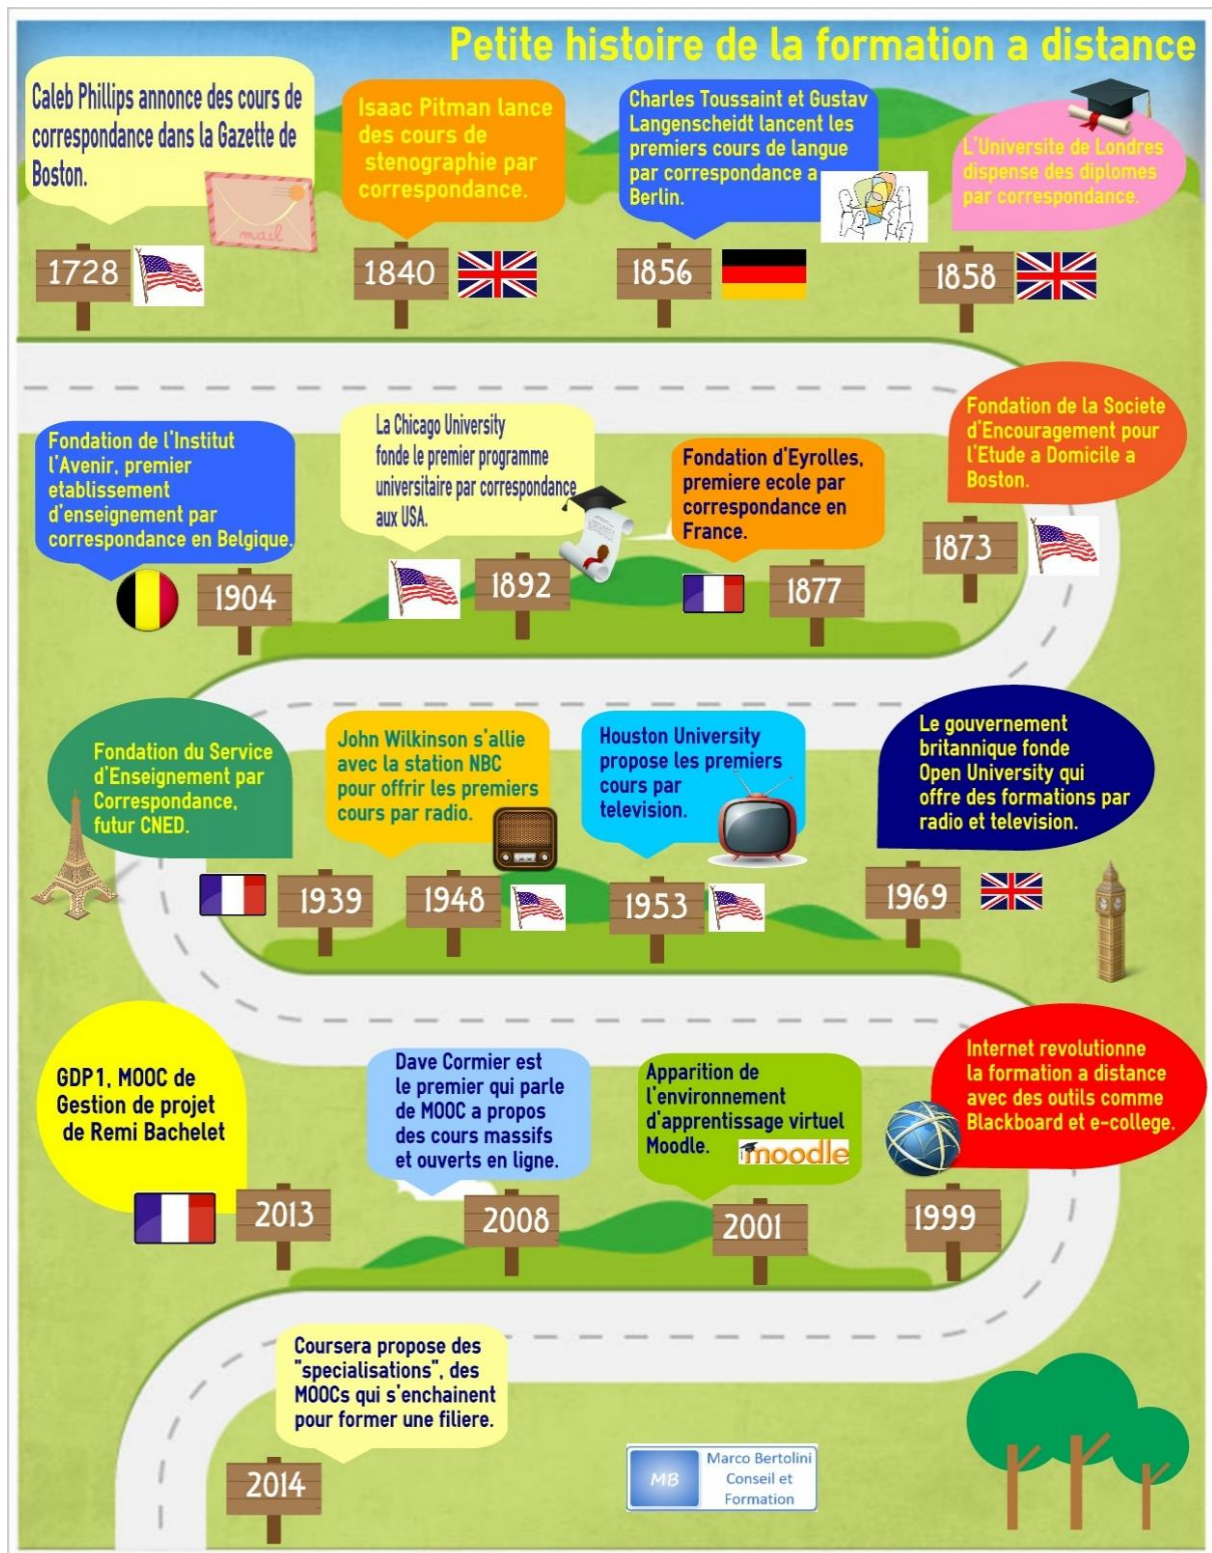 Petite histoire de la formation a distance
Caleb Phillips annonce des cours de
correspondance dans la Gazette de
Boston.
mail
1728
Isaac Pitman lance
des cours de
stenographie par
correspondance.
1840
Charles Toussaint et Gustav
Langenscheidt lancent les
premiers cours de langue
par correspondance a
Berlin.
1856
L'Universite de Londres
dispense des diplomes
par correspondance.
1858
Fondation de la Societe
d'Encouragement pour
l'Etude a Domicile a
Boston.
1873
Fondation d'Eyrolles,
premiere ecole par
correspondance en
France.
1877
La Chicago University
fonde le premier programme
universitaire par correspondance
aux USA.
1892
Fondation de l'Institut
l'Avenir, premier
etablissement
d'enseignement par
correspondance en Belgique.
1904
Fondation du Service
d'Enseignement par
Correspondance,
futur CNED.
1939
John Wilkinson s'allie
avec la station NBC
pour offrir les premiers
cours par radio.
1948
Houston University
propose les premiers
cours par
television.
1953
Le gouvernement
britannique fonde
Open University qui
offre des formations par
radio et television.
1969
Internet revolutionne
la formation a distance
avec des outils comme
Blackboard et e-college.
1999
Apparition de
l'environnement
d'apprentissage virtuel
Moodle.
moodle
2001
Dave Cormier est
le premier qui parle
de MOOC a propos
des cours massifs
et ouverts en ligne.
2008
GDP1, MOOC de
Gestion de projet
de Remi Bachelet
2013
Coursera propose des
"specialisations", des
MOOCs qui s'enchainent
pour former une filiere.
2014
MB
Marco Bertolini
Conseil et
Formation